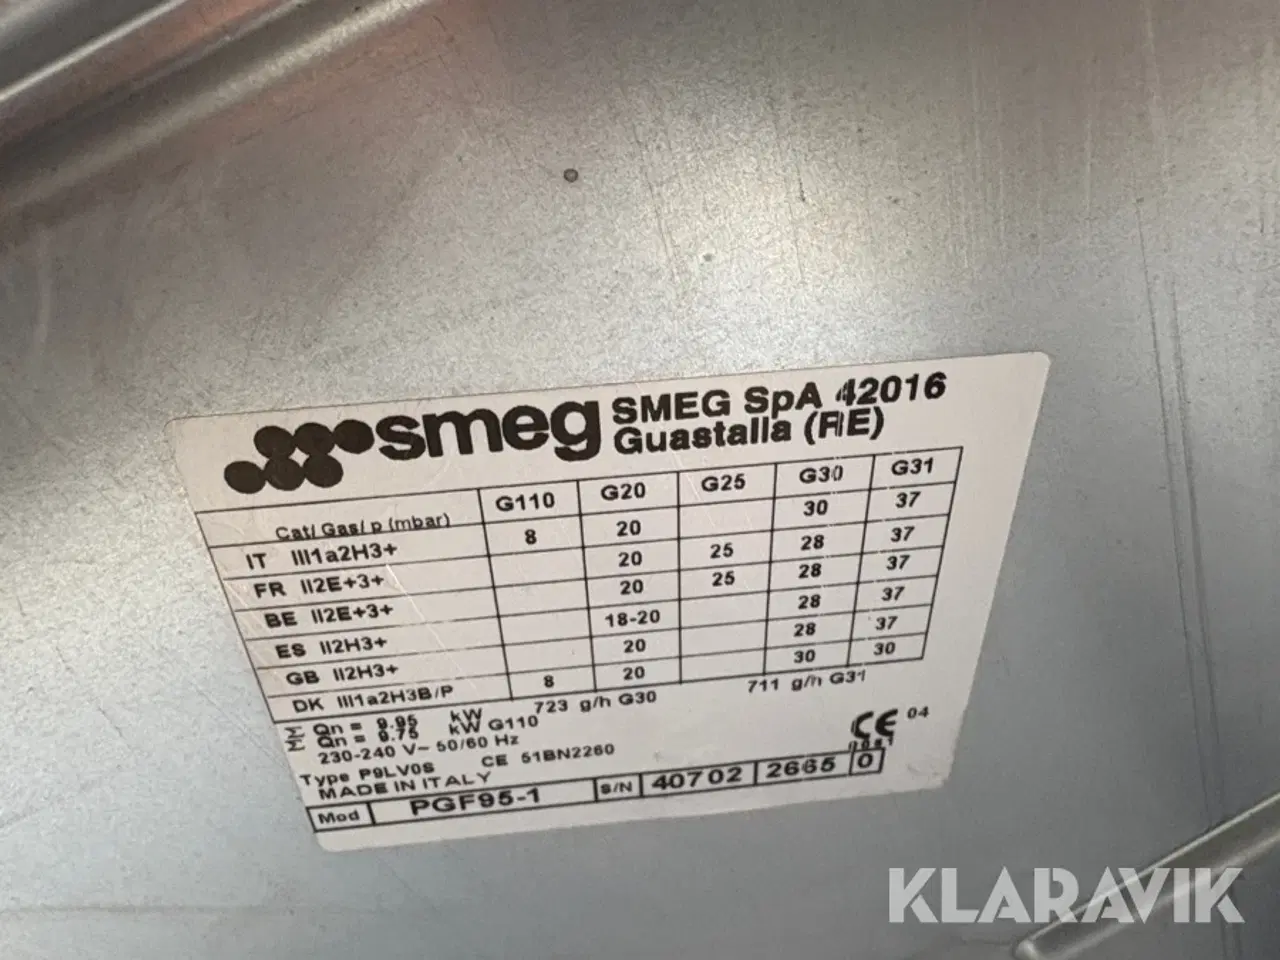 smeg SMEG SpA 42016
Guastalla (RE)
Cat/ Gas/ p (mbar) G110 G20 G25 G30 G31
IT III1a2H3+ 8 20 30 37
FR II2E+3+ 20 25 28 37
BE II2E+3+ 20 25 28 37
ES II2H3+ 18-20 28 37
GB II2H3+ 20 28 37
DK III1a2H3B/P 8 20 30 30
Σ Qn = 9.95 kW 723 g/h G30 711 g/h G31
Σ Qn = 8.75 kW G110
230-240 V~ 50/60 Hz
Type P9LV0S CE 51BN2260
MADE IN ITALY
CE 04
Mod PGF95-1 S/N 40702 2665 0
KLARAVIK